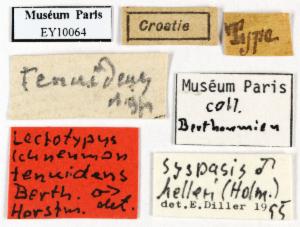 Muséum Paris
EY10064
Croatie
Type
Tenuidens
Muséum Paris
coll.
Berthoumieu
Lectotypus
Ichneumon
tenuidens
Berth. ♂
Horstm. det.
Syspasis ♂
helleri (Holm.)
det.E.Diller 1995